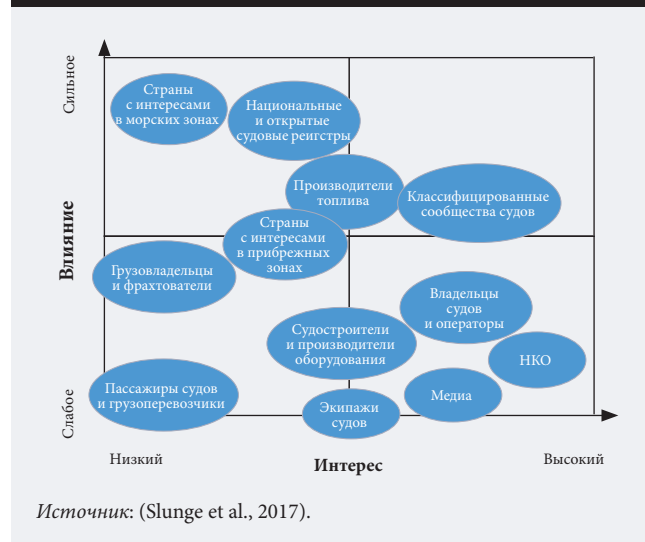 Сильное
Влияние
Слабое
Страны
с интересами
в морских зонах
Национальные
и открытые
судовые реигстры
Производители
топлива
Классифицированные
сообщества судов
Страны
с интересами
в прибрежных
зонах
Грузовладельцы
и фрахтователи
Владельцы
судов
и операторы
Судостроители
и производители
оборудования
НКО
Пассажиры судов
и грузоперевозчики
Медиа
Экипажи
судов
Низкий
Интерес
Высокий
Источник: (Slunge et al., 2017).